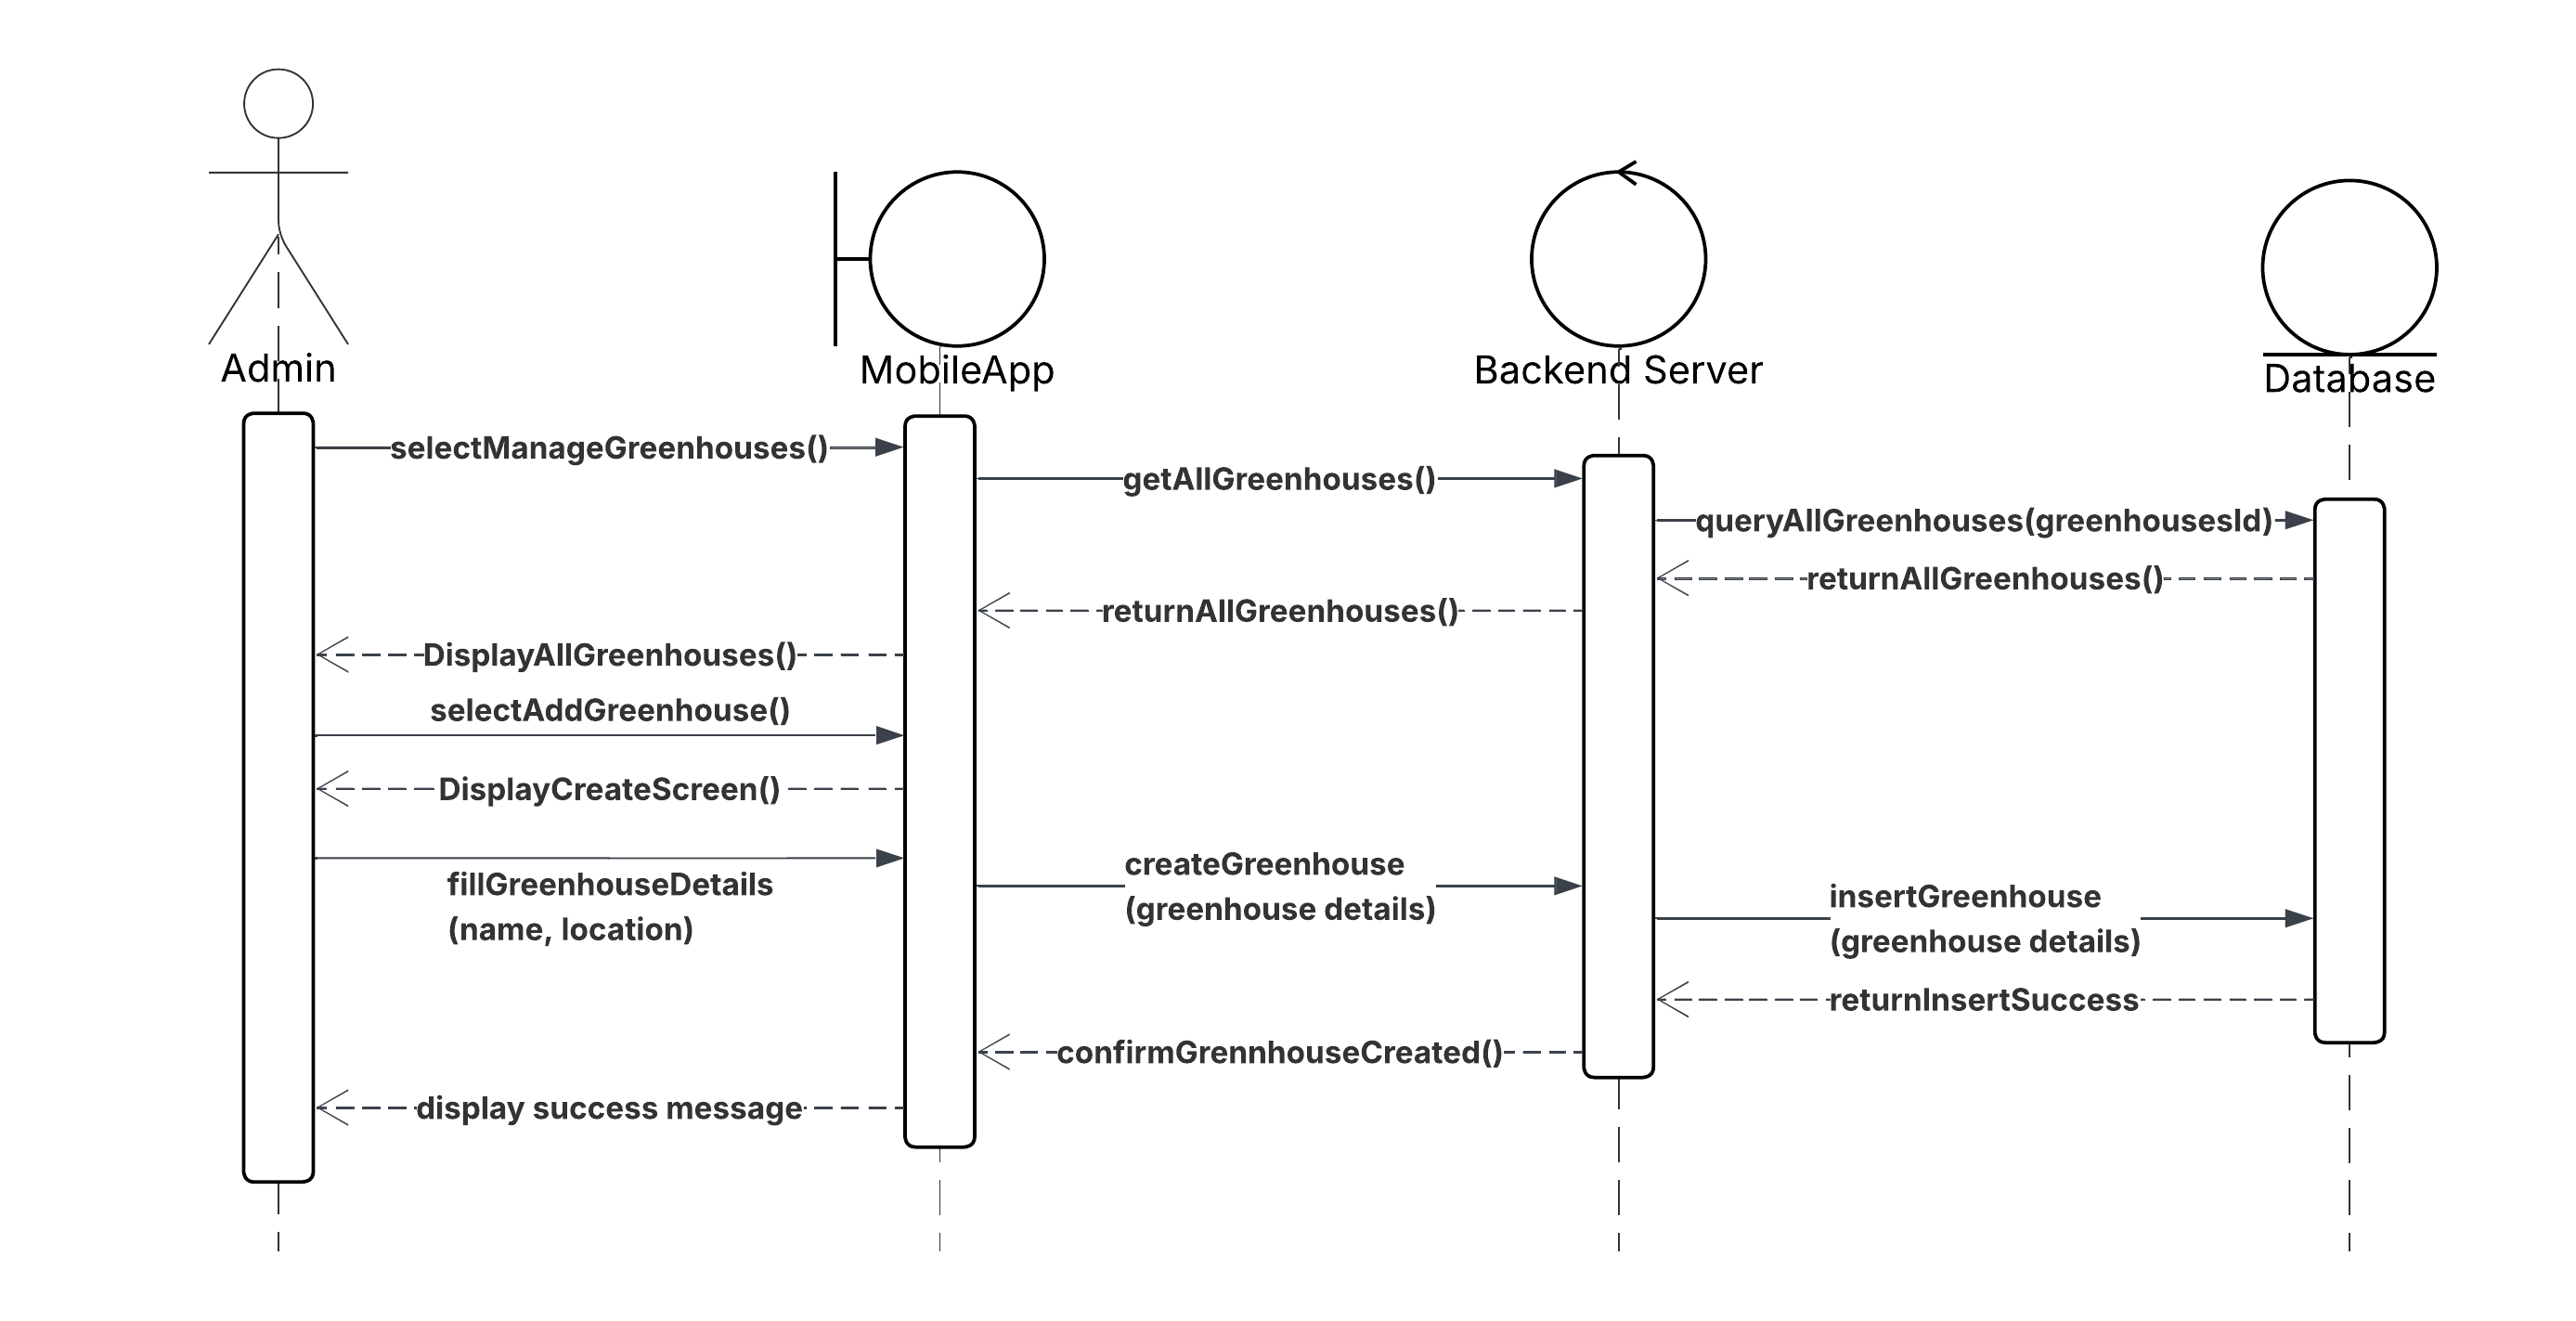 Admin
MobileApp
Backend Server
Database
selectManageGreenhouses()
getAllGreenhouses()
queryAllGreenhouses(greenhousesId)
returnAllGreenhouses()
returnAllGreenhouses()
DisplayAllGreenhouses()
selectAddGreenhouse()
DisplayCreateScreen()
fillGreenhouseDetails
(name, location)
createGreenhouse
(greenhouse details)
insertGreenhouse
(greenhouse details)
returnInsertSuccess
confirmGrennhouseCreated()
display success message